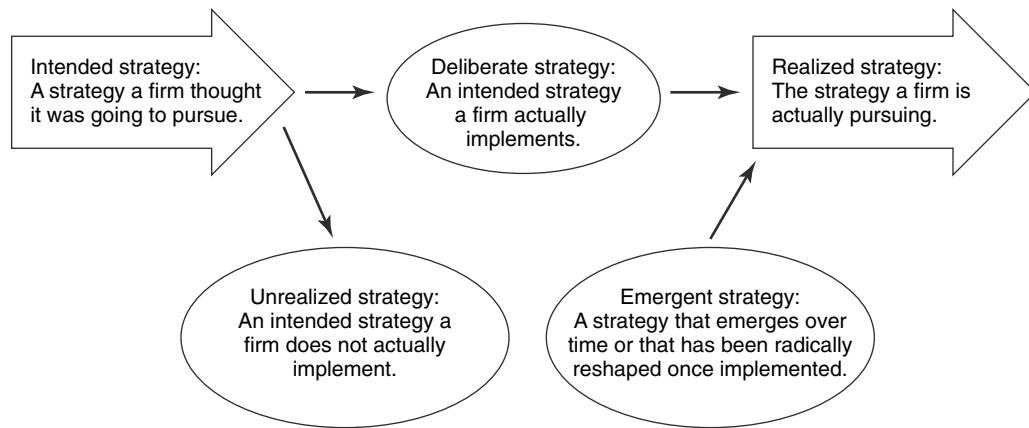 Intended strategy:
A strategy a firm thought
it was going to pursue.
Deliberate strategy:
An intended strategy
a firm actually
implements.
Realized strategy:
The strategy a firm is
actually pursuing.
Unrealized strategy:
An intended strategy a
firm does not actually
implement.
Emergent strategy:
A strategy that emerges over
time or that has been radically
reshaped once implemented.